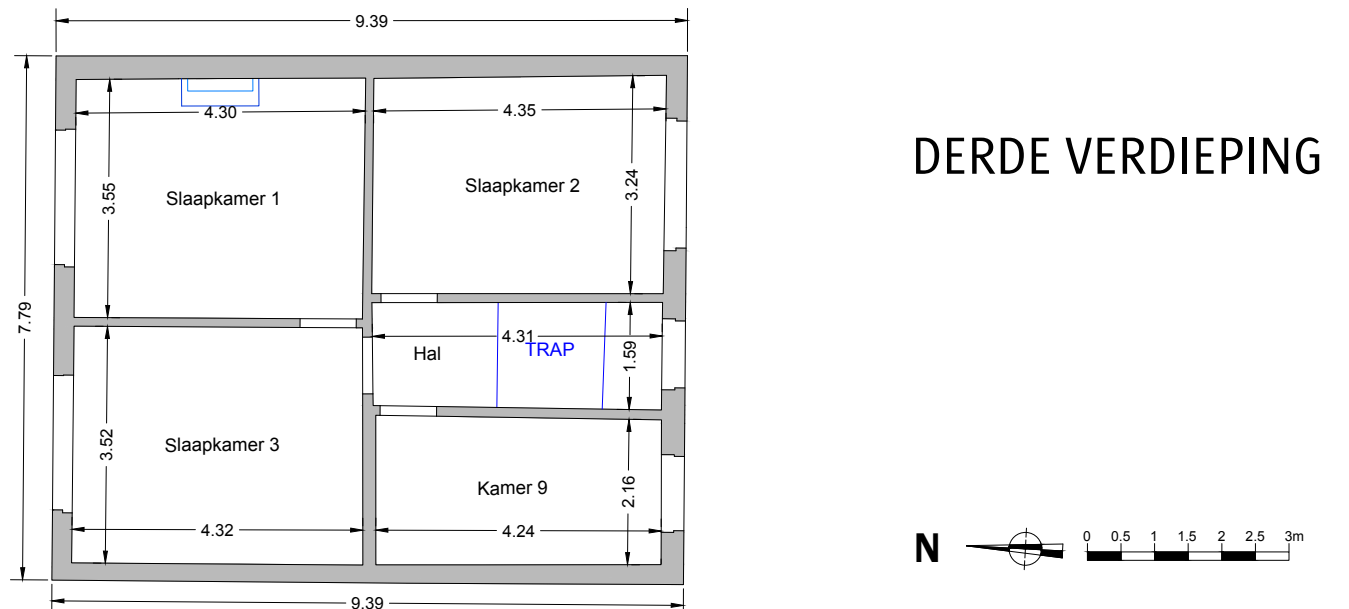 9.39
4.30
4.35
DERDE VERDIEPING
3.55
3.24
Slaapkamer 1
Slaapkamer 2
7.79
4.31
Hal
TRAP
1.59
3.52
Slaapkamer 3
Kamer 9
2.16
4.32
4.24
N
0 0.5 1 1.5 2 2.5 3m
9.39